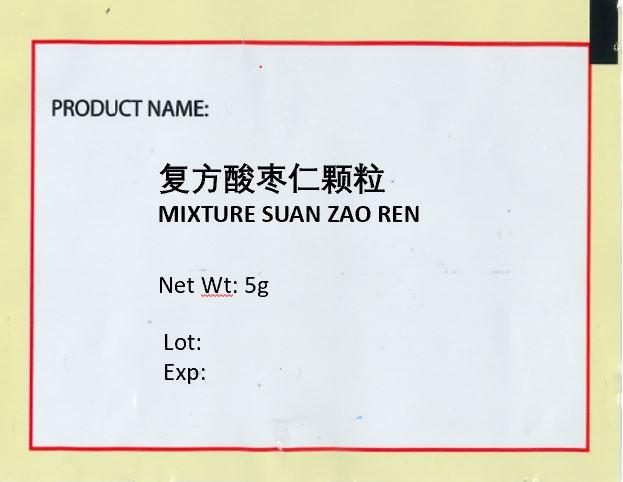 PRODUCT NAME:
复方酸枣仁颗粒
MIXTURE SUAN ZAO REN
Net Wt: 5g
Lot:
Exp: